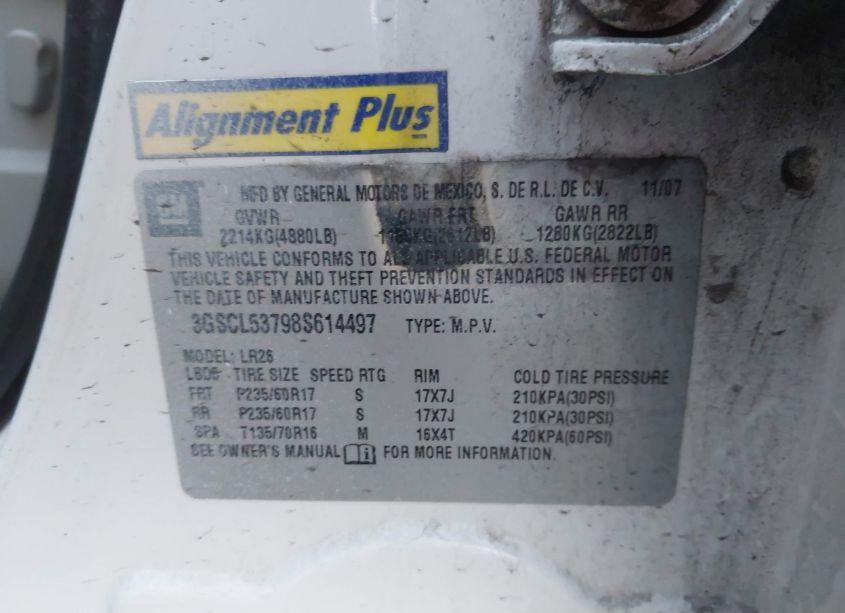 Alignment Plus
GM
MFD BY GENERAL MOTORS DE MEXICO, S. DE R.L. DE C.V. 11/07
GVWR GAWR FRT GAWR RR
2214KG(4880LB) 1185KG(2612LB) 1280KG(2822LB)
THIS VEHICLE CONFORMS TO ALL APPLICABLE U.S. FEDERAL MOTOR
VEHICLE SAFETY AND THEFT PREVENTION STANDARDS IN EFFECT ON
THE DATE OF MANUFACTURE SHOWN ABOVE.
3GSCL53798S614497 TYPE: M.P.V.
MODEL: LR26
TIRE SIZE SPEED RTG RIM COLD TIRE PRESSURE
FRT P235/60R17 S 17X7J 210KPA(30PSI)
RR P235/60R17 S 17X7J 210KPA(30PSI)
SPA T135/70R16 M 16X4T 420KPA(60PSI)
SEE OWNER'S MANUAL i FOR MORE INFORMATION.